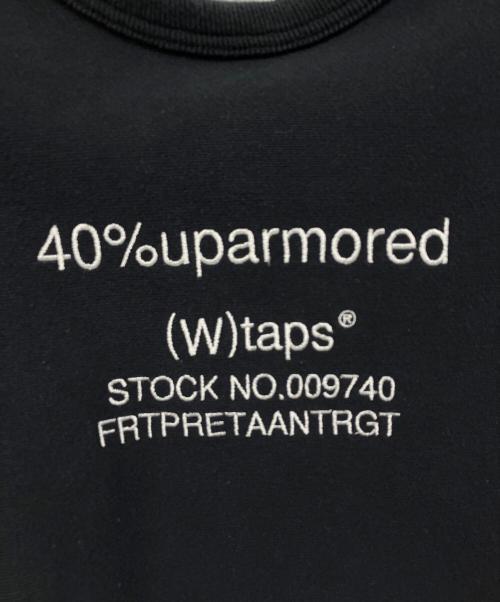 40%uparmored
(W)taps®
STOCK NO.009740
FRTPRETAANTRGT